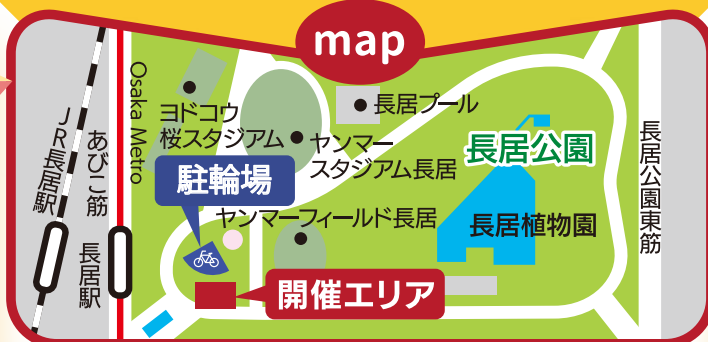 map
Osaka Metro
JR長居駅
あびこ筋
長居駅
ヨドコウ
桜スタジアム
長居プール
ヤンマー
スタジアム長居
長居公園
駐輪場
ヤンマーフィールド長居
長居植物園
開催エリア
長居公園東筋